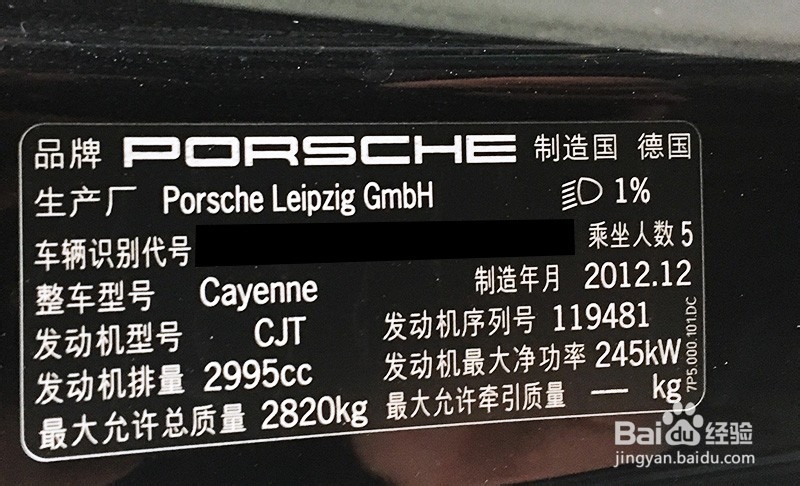 品牌 PORSCHE 制造国 德国
生产厂 Porsche Leipzig GmbH 1%
车辆识别代号 乘坐人数 5
整车型号 Cayenne 制造年月 2012.12
发动机型号 CJT 发动机序列号 119481
发动机排量 2995cc 发动机最大净功率 245kW
最大允许总质量 2820kg 最大允许牵引质量 — kg
7P5.000.101.DC
Bai du 经验
jingyan.baidu.com